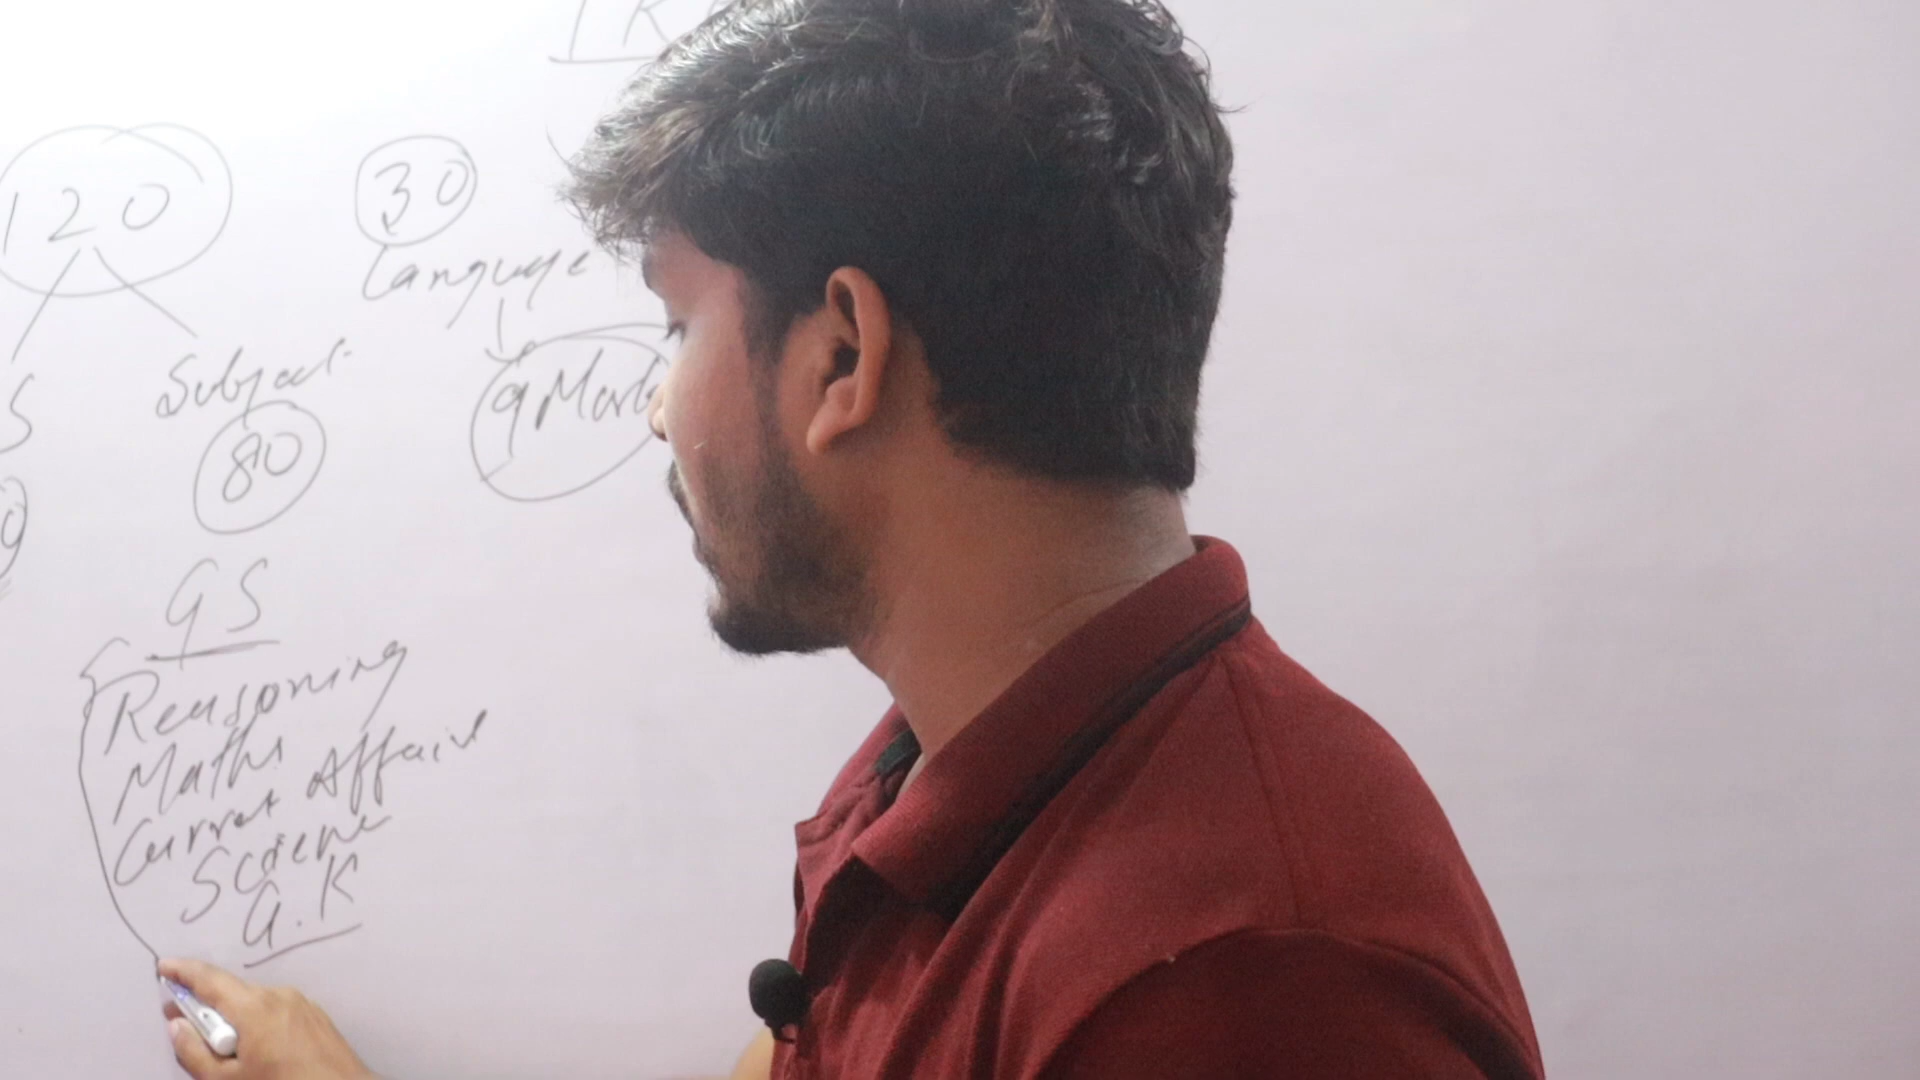 120
30
Language
9 Mark
S
Subject
80
GS
Reasoning
Maths
Current Affair
Science
G.K